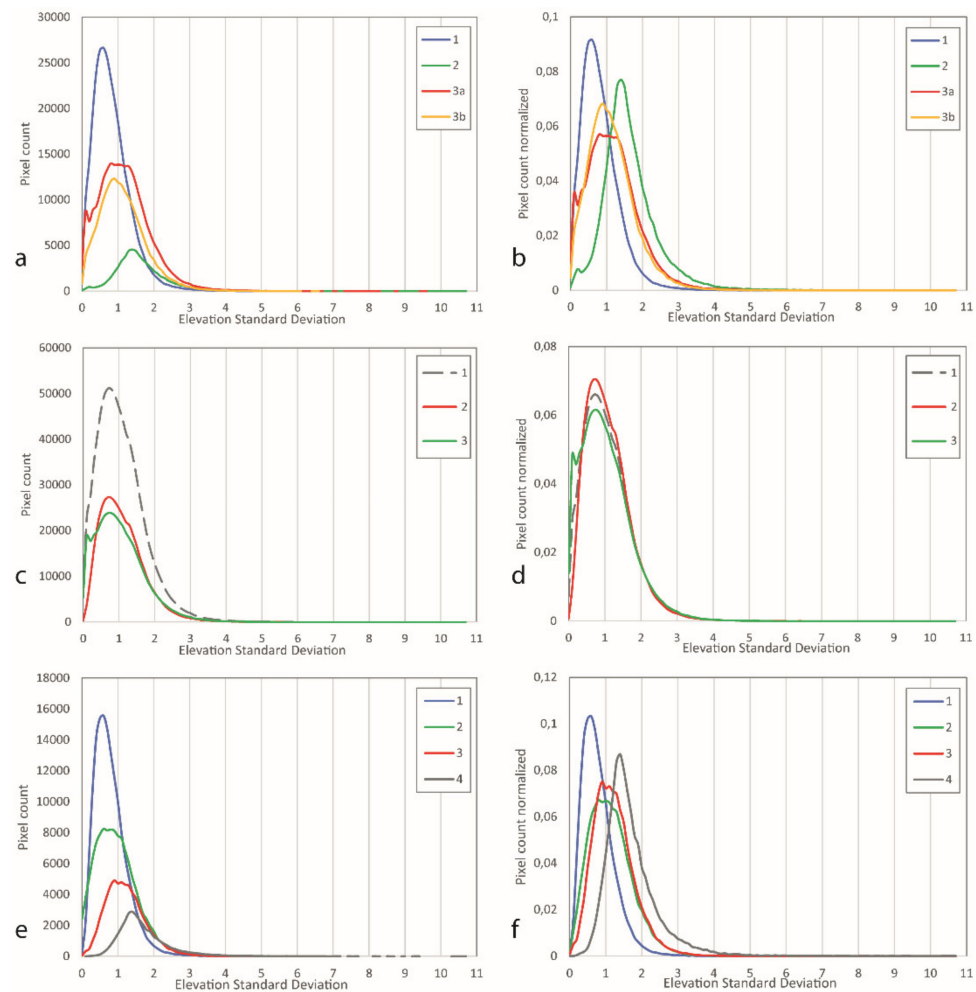 a
Pixel count
30000
25000
20000
15000
10000
5000
0
0 1 2 3 4 5 6 7 8 9 10 11
Elevation Standard Deviation
1
2
3a
3b
b
Pixel count normalized
0,1
0,08
0,06
0,04
0,02
0
0 1 2 3 4 5 6 7 8 9 10 11
Elevation Standard Deviation
1
2
3a
3b
c
Pixel count
60000
50000
40000
30000
20000
10000
0
0 1 2 3 4 5 6 7 8 9 10 11
Elevation Standard Deviation
1
2
3
d
Pixel count normalized
0,08
0,06
0,04
0,02
0
0 1 2 3 4 5 6 7 8 9 10 11
Elevation Standard Deviation
1
2
3
e
Pixel count
18000
16000
14000
12000
10000
8000
6000
4000
2000
0
0 1 2 3 4 5 6 7 8 9 10 11
Elevation Standard Deviation
1
2
3
4
f
Pixel count normalized
0,12
0,1
0,08
0,06
0,04
0,02
0
0 1 2 3 4 5 6 7 8 9 10 11
Elevation Standard Deviation
1
2
3
4